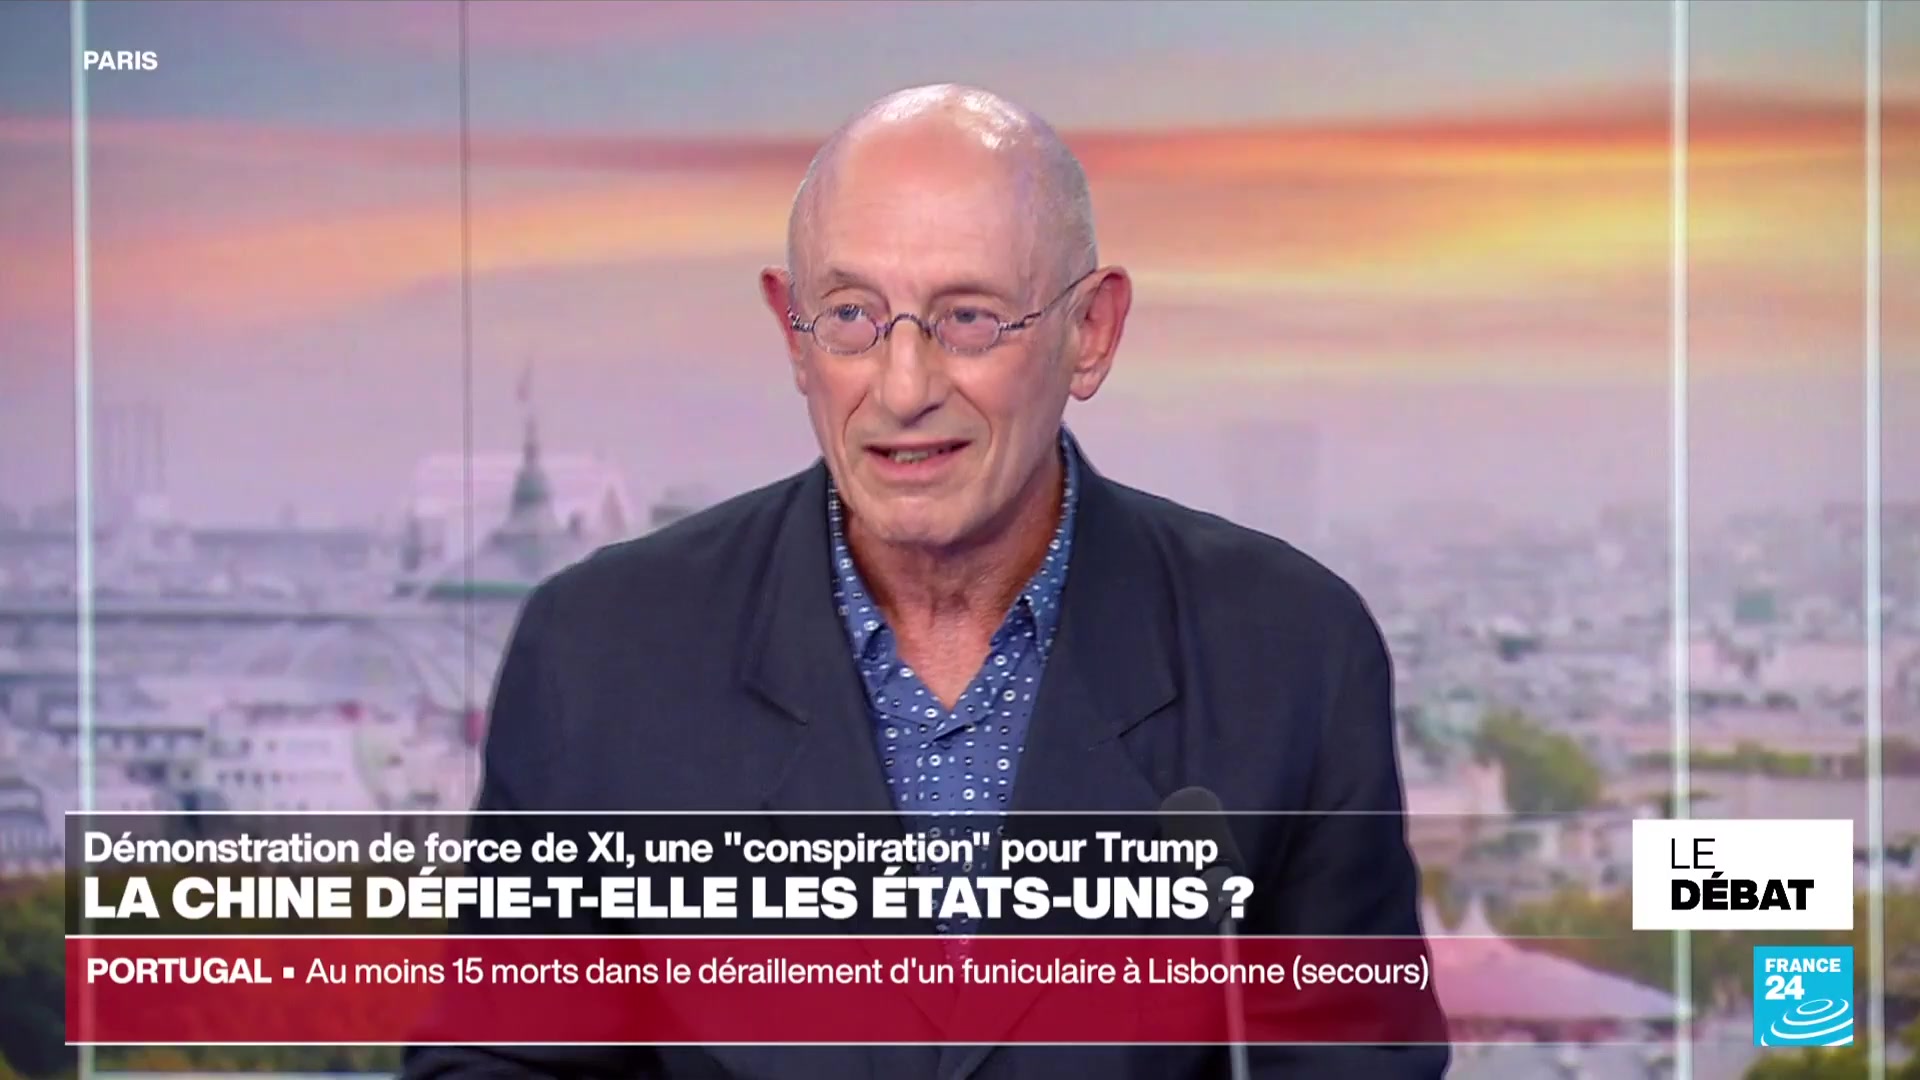 PARIS
Démonstration de force de XI, une "conspiration" pour Trump
LA CHINE DÉFIE-T-ELLE LES ÉTATS-UNIS ?
LE
DÉBAT
PORTUGAL ▪ Au moins 15 morts dans le déraillement d'un funiculaire à Lisbonne (secours)
FRANCE
24